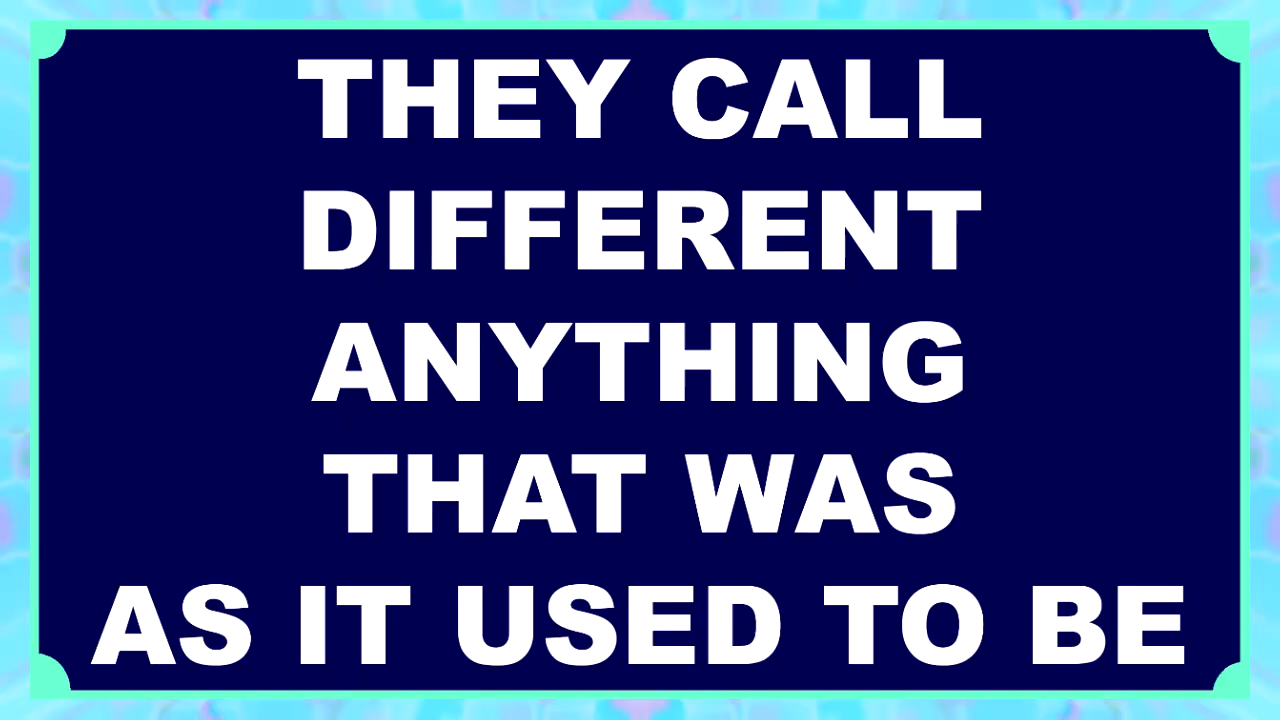 THEY CALL
DIFFERENT
ANYTHING
THAT WAS
AS IT USED TO BE